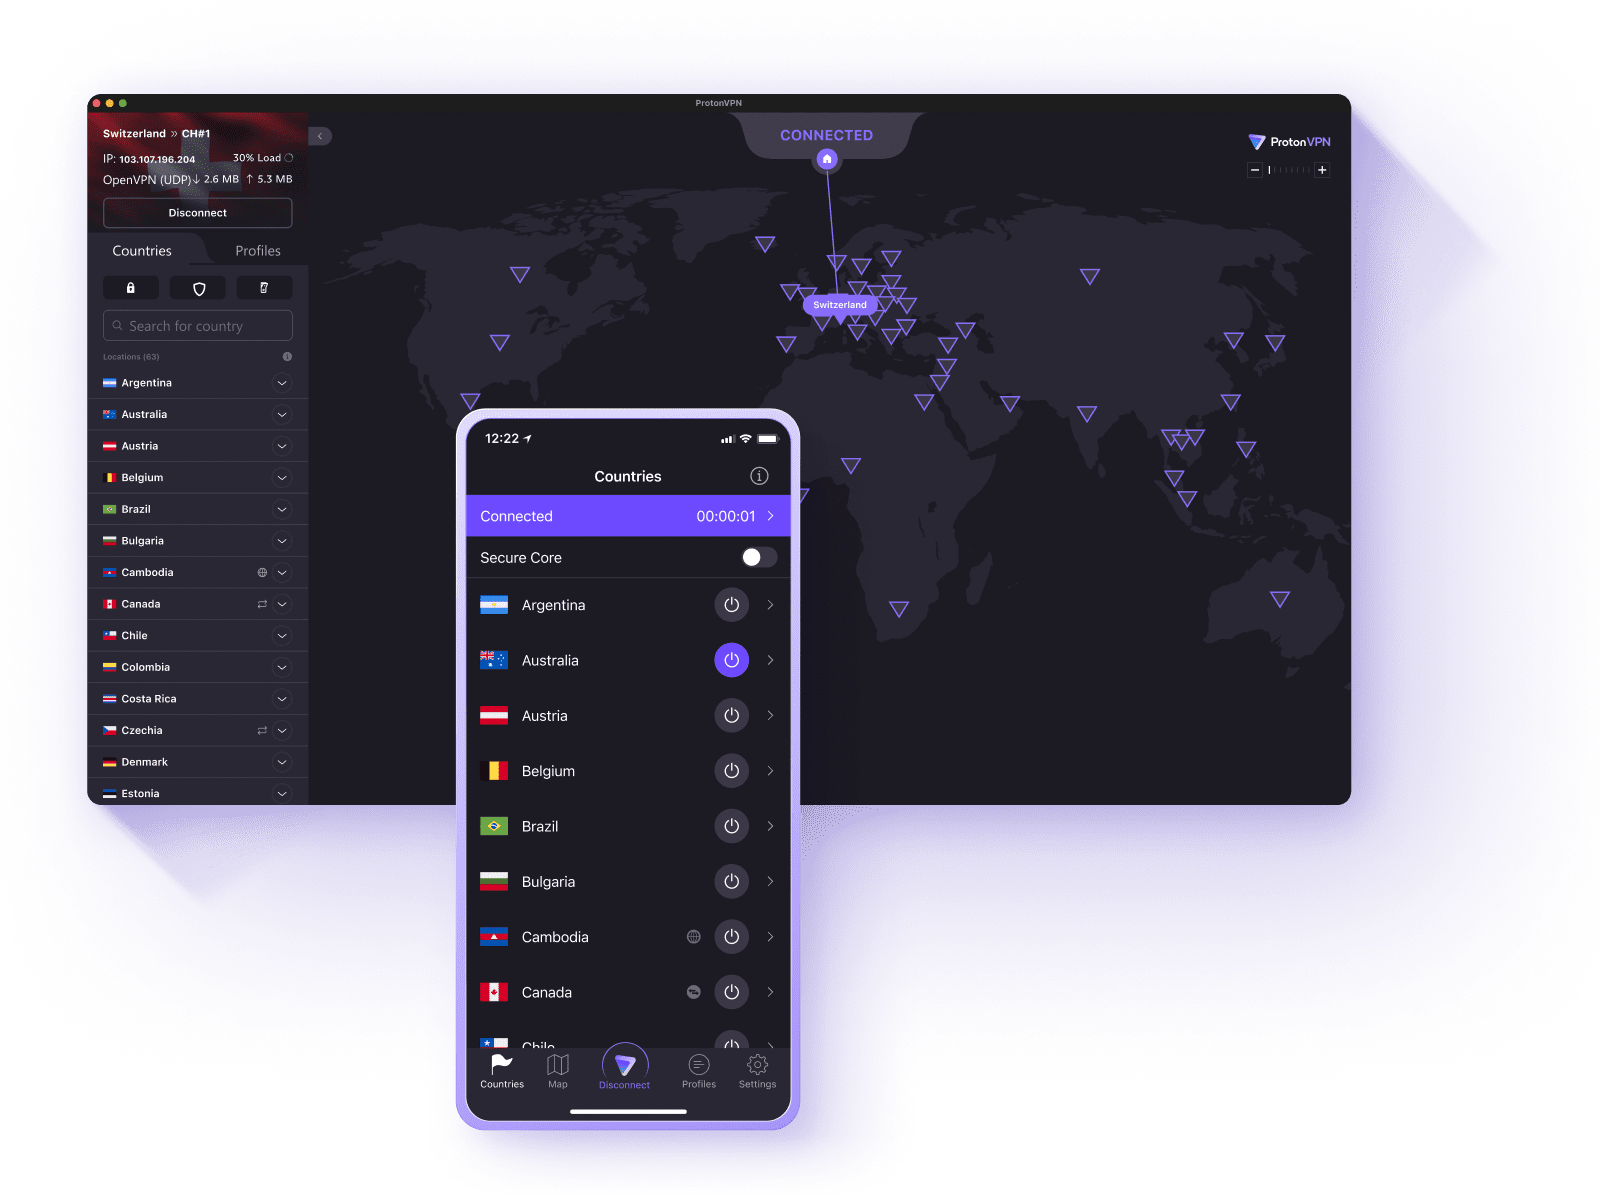 ProtonVPN
Switzerland » CH#1
IP: 103.107.196.204 30% Load
OpenVPN (UDP)↓ 2.6 MB ↑ 5.3 MB
Disconnect
Countries Profiles
Search for country
Locations (63)
Argentina
Australia
Austria
Belgium
Brazil
Bulgaria
Cambodia
Canada
Chile
Colombia
Costa Rica
Czechia
Denmark
Estonia
CONNECTED
ProtonVPN
Switzerland
12:22
Countries
Connected 00:00:01
Secure Core
Argentina
Australia
Austria
Belgium
Brazil
Bulgaria
Cambodia
Canada
Chile
Countries Map Disconnect Profiles Settings